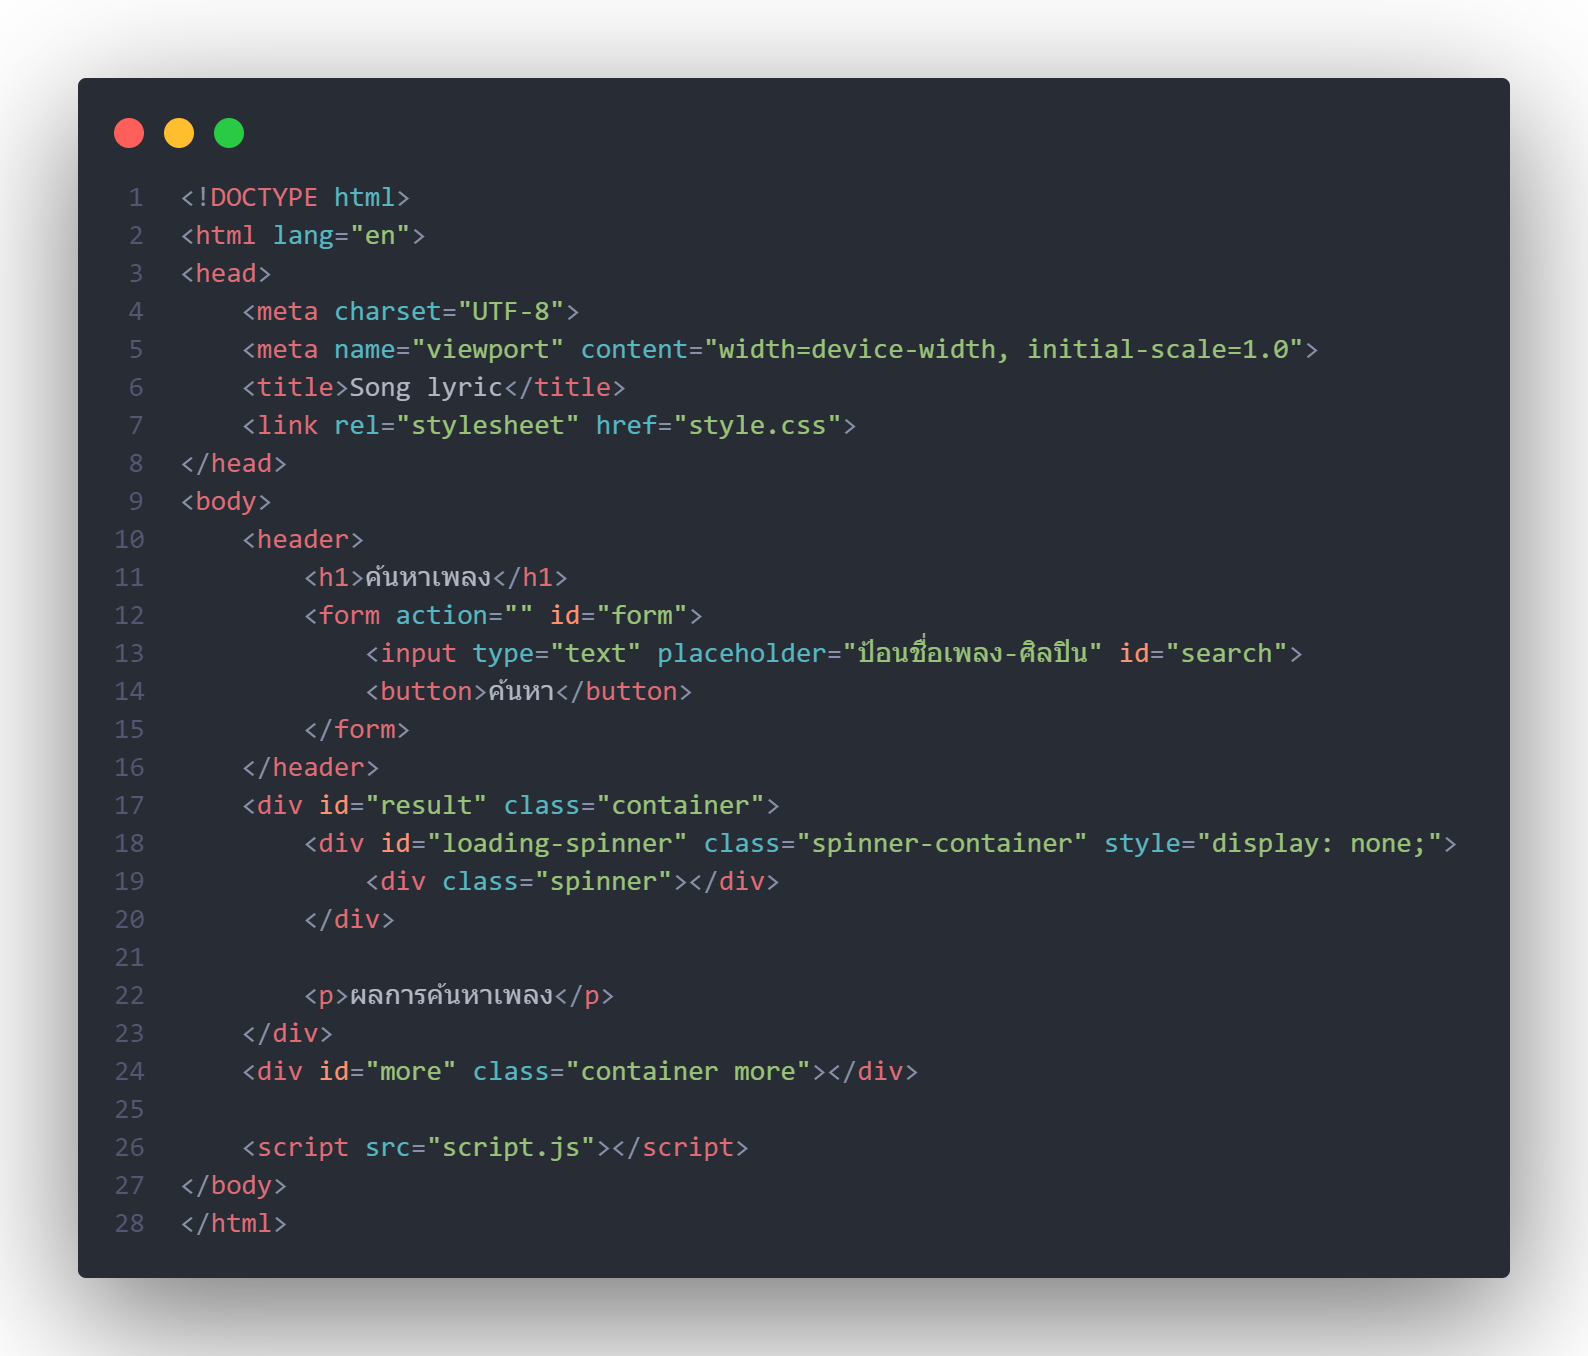 1 <!DOCTYPE html>
2 <html lang="en">
3 <head>
4     <meta charset="UTF-8">
5     <meta name="viewport" content="width=device-width, initial-scale=1.0">
6     <title>Song lyric</title>
7     <link rel="stylesheet" href="style.css">
8 </head>
9 <body>
10     <header>
11         <h1>ค้นหาเพลง</h1>
12         <form action="" id="form">
13             <input type="text" placeholder="ป้อนชื่อเพลง-ศิลปิน" id="search">
14             <button>ค้นหา</button>
15         </form>
16     </header>
17     <div id="result" class="container">
18         <div id="loading-spinner" class="spinner-container" style="display: none;">
19             <div class="spinner"></div>
20         </div>
21
22         <p>ผลการค้นหาเพลง</p>
23     </div>
24     <div id="more" class="container more"></div>
25
26     <script src="script.js"></script>
27 </body>
28 </html>